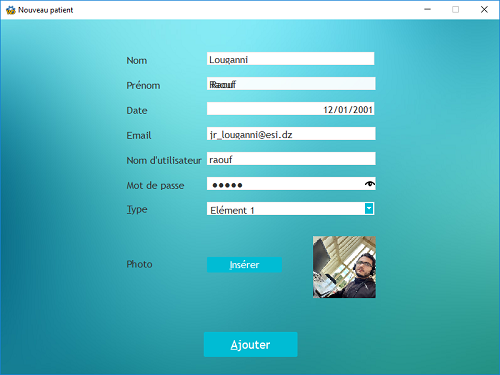 Nouveau patient
Nom Louganni
Prénom Raouf
Date 12/01/2001
Email jr_louganni@esi.dz
Nom d'utilisateur raouf
Mot de passe ●●●●●
Type Elément 1
Photo Insérer
Ajouter